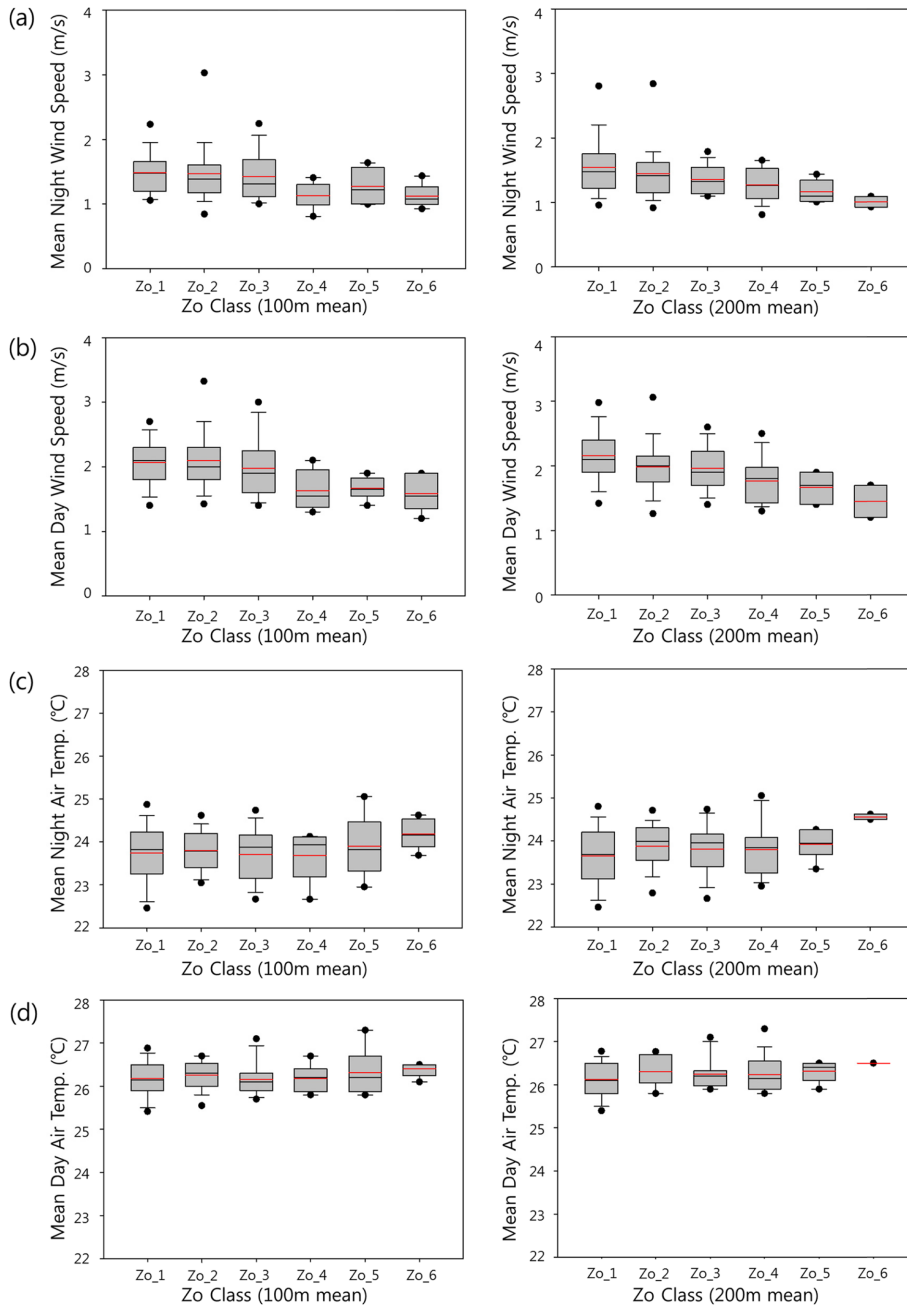 (a)
Mean Night Wind Speed (m/s)
4
3
2
1
0
Zo_1 Zo_2 Zo_3 Zo_4 Zo_5 Zo_6
Zo Class (100m mean)
Mean Night Wind Speed (m/s)
4
3
2
1
0
Zo_1 Zo_2 Zo_3 Zo_4 Zo_5 Zo_6
Zo Class (200m mean)
(b)
Mean Day Wind Speed (m/s)
4
3
2
1
0
Zo_1 Zo_2 Zo_3 Zo_4 Zo_5 Zo_6
Zo Class (100m mean)
Mean Day Wind Speed (m/s)
4
3
2
1
0
Zo_1 Zo_2 Zo_3 Zo_4 Zo_5 Zo_6
Zo Class (200m mean)
(c)
Mean Night Air Temp. (℃)
28
27
26
25
24
23
22
Zo_1 Zo_2 Zo_3 Zo_4 Zo_5 Zo_6
Zo Class (100m mean)
Mean Night Air Temp. (℃)
28
27
26
25
24
23
22
Zo_1 Zo_2 Zo_3 Zo_4 Zo_5 Zo_6
Zo Class (200m mean)
(d)
Mean Day Air Temp. (℃)
28
27
26
25
24
23
22
Zo_1 Zo_2 Zo_3 Zo_4 Zo_5 Zo_6
Zo Class (100m mean)
Mean Day Air Temp. (℃)
28
27
26
25
24
23
22
Zo_1 Zo_2 Zo_3 Zo_4 Zo_5 Zo_6
Zo Class (200m mean)